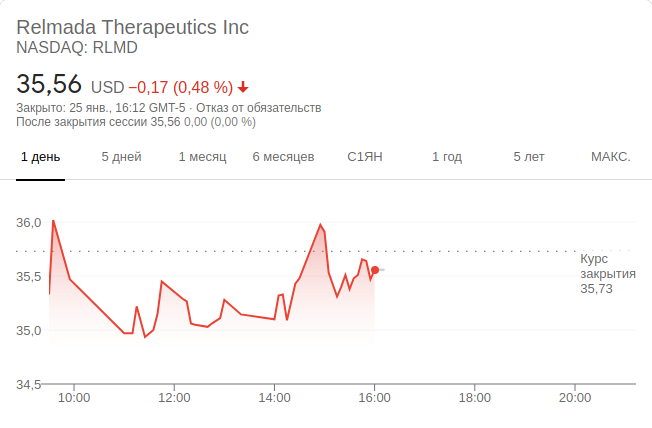 Relmada Therapeutics Inc
NASDAQ: RLMD
35,56 USD −0,17 (0,48 %)
Закрыто: 25 янв., 16:12 GMT-5 · Отказ от обязательств
После закрытия сессии 35,56 0,00 (0,00 %)
1 день 5 дней 1 месяц 6 месяцев С1ЯН 1 год 5 лет МАКС.
36,0
Курс
закрытия
35,73
35,5
35,0
34,5
10:00 12:00 14:00 16:00 18:00 20:00